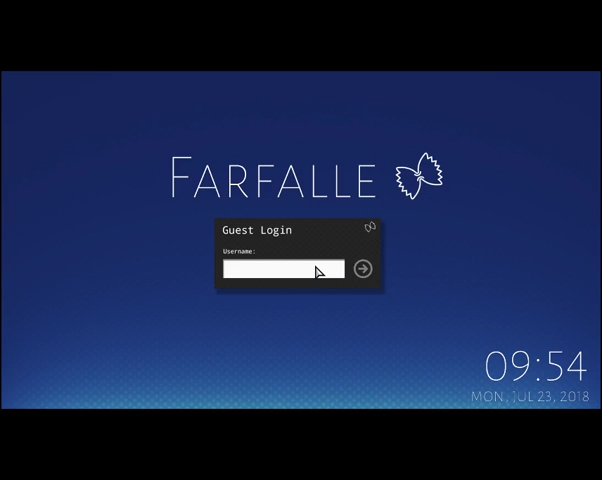 FARFALLE
Guest Login
Username:
09:54
MON, JUL 23, 2018